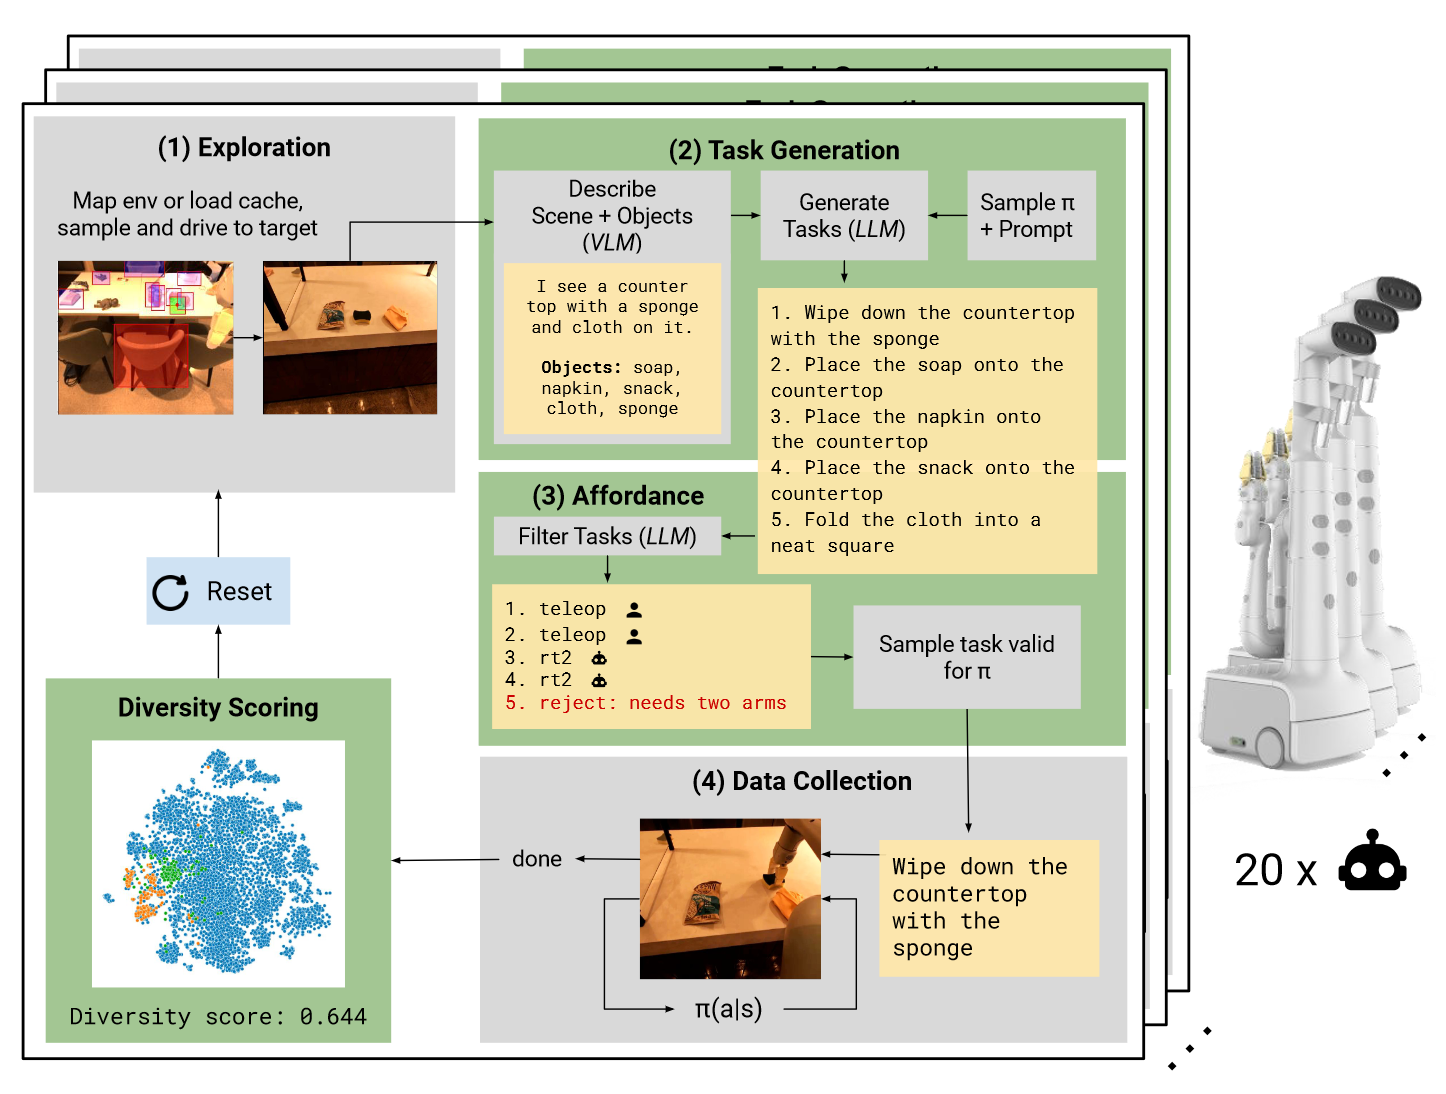 (1) Exploration
Map env or load cache,
sample and drive to target
(2) Task Generation
Describe
Scene + Objects
(VLM)
I see a counter
top with a sponge
and cloth on it.
Objects: soap,
napkin, snack,
cloth, sponge
Generate
Tasks (LLM)
Sample π
+ Prompt
1. Wipe down the countertop
with the sponge
2. Place the soap onto the
countertop
3. Place the napkin onto
the countertop
4. Place the snack onto the
countertop
5. Fold the cloth into a
neat square
(3) Affordance
Filter Tasks (LLM)
1. teleop
2. teleop
3. rt2
4. rt2
5. reject: needs two arms
Sample task valid
for π
(4) Data Collection
Wipe down the
countertop
with the
sponge
π(a|s)
done
Diversity Scoring
Diversity score: 0.644
Reset
20 x